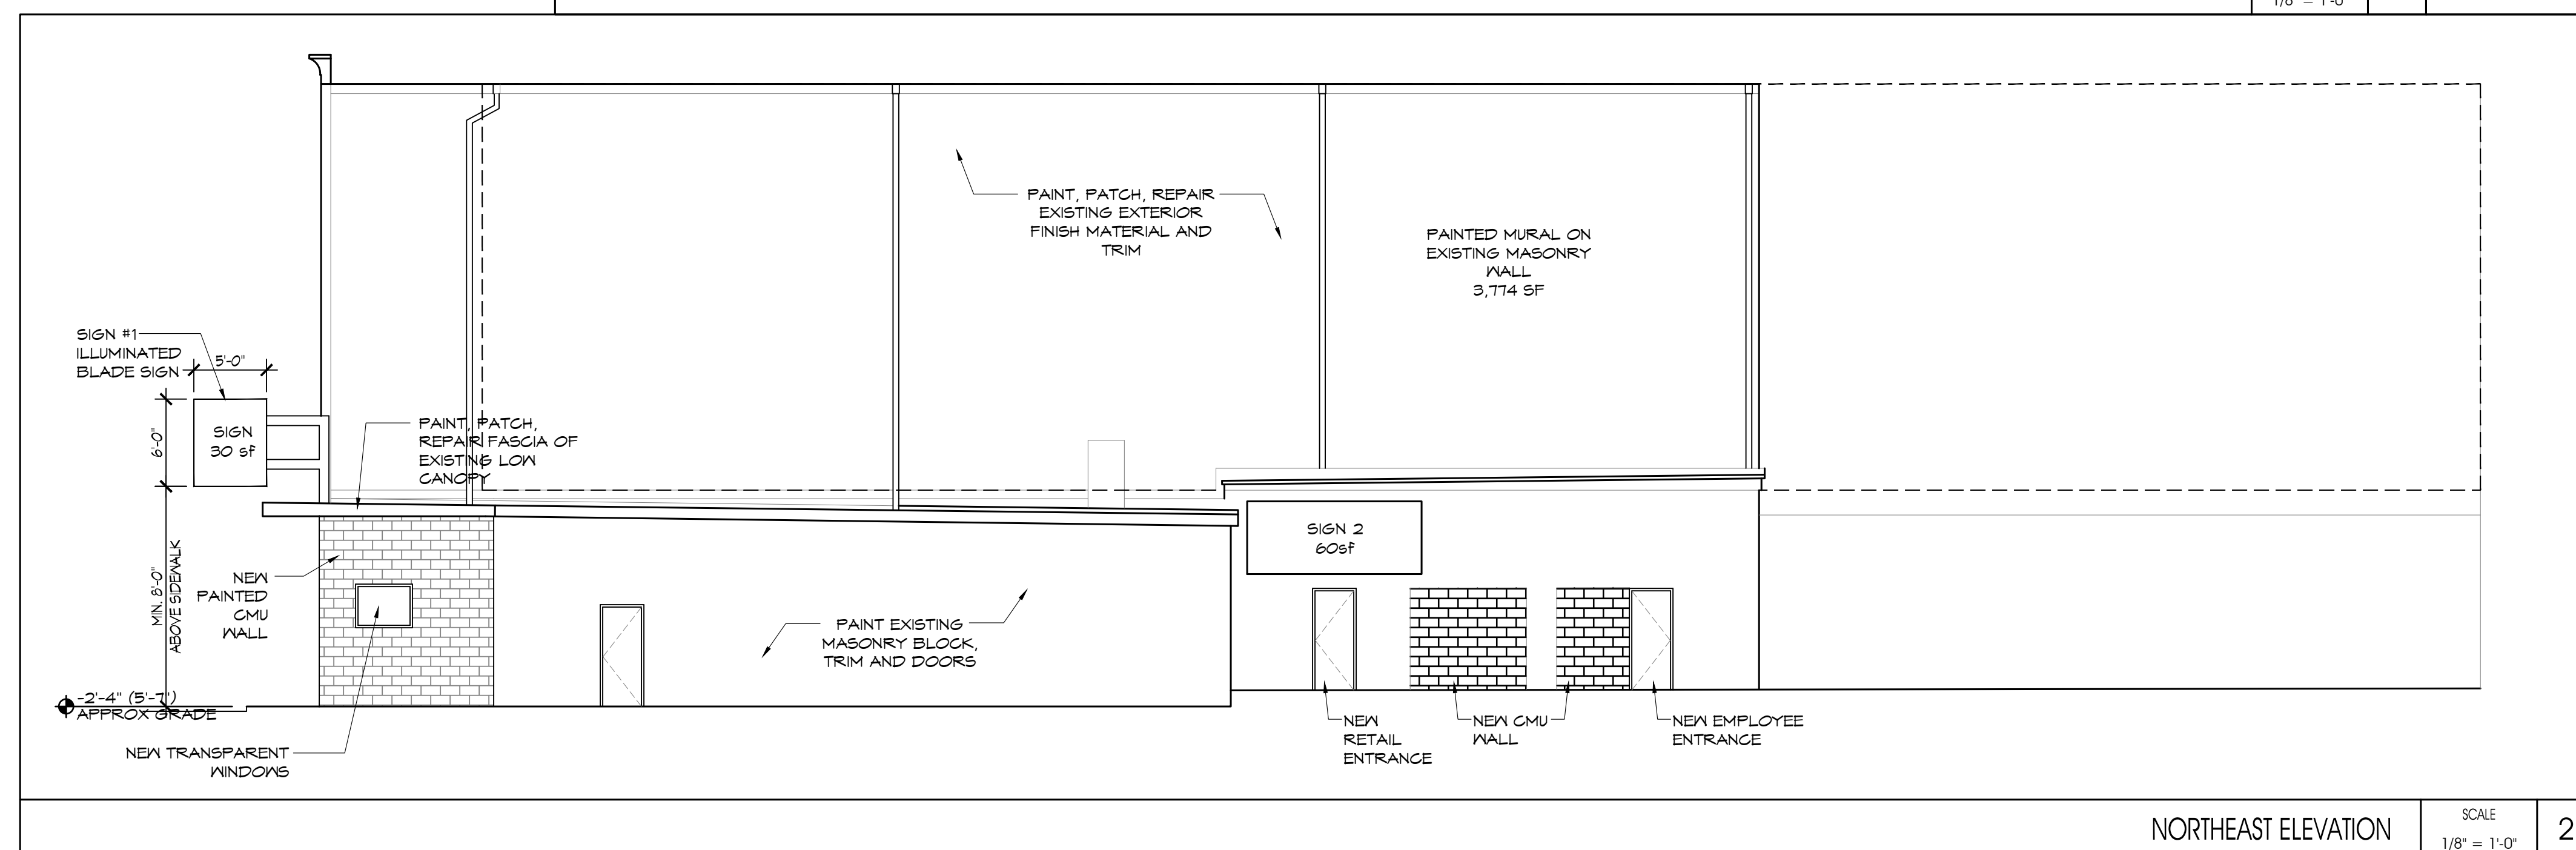 1/8" = 1'-0"
PAINT, PATCH, REPAIR
EXISTING EXTERIOR
FINISH MATERIAL AND
TRIM
PAINTED MURAL ON
EXISTING MASONRY
WALL
3,774 SF
SIGN #1
ILLUMINATED
BLADE SIGN
5'-0"
6'-0"
SIGN
30 sf
PAINT, PATCH,
REPAIR FASCIA OF
EXISTING LOW
CANOPY
SIGN 2
60sf
MIN. 8'-0"
ABOVE SIDEWALK
NEW
PAINTED
CMU
WALL
PAINT EXISTING
MASONRY BLOCK,
TRIM AND DOORS
-2'-4" (5'-7")
APPROX GRADE
NEW TRANSPARENT
WINDOWS
NEW
RETAIL
ENTRANCE
NEW CMU
WALL
NEW EMPLOYEE
ENTRANCE
NORTHEAST ELEVATION
SCALE
1/8" = 1'-0"
2